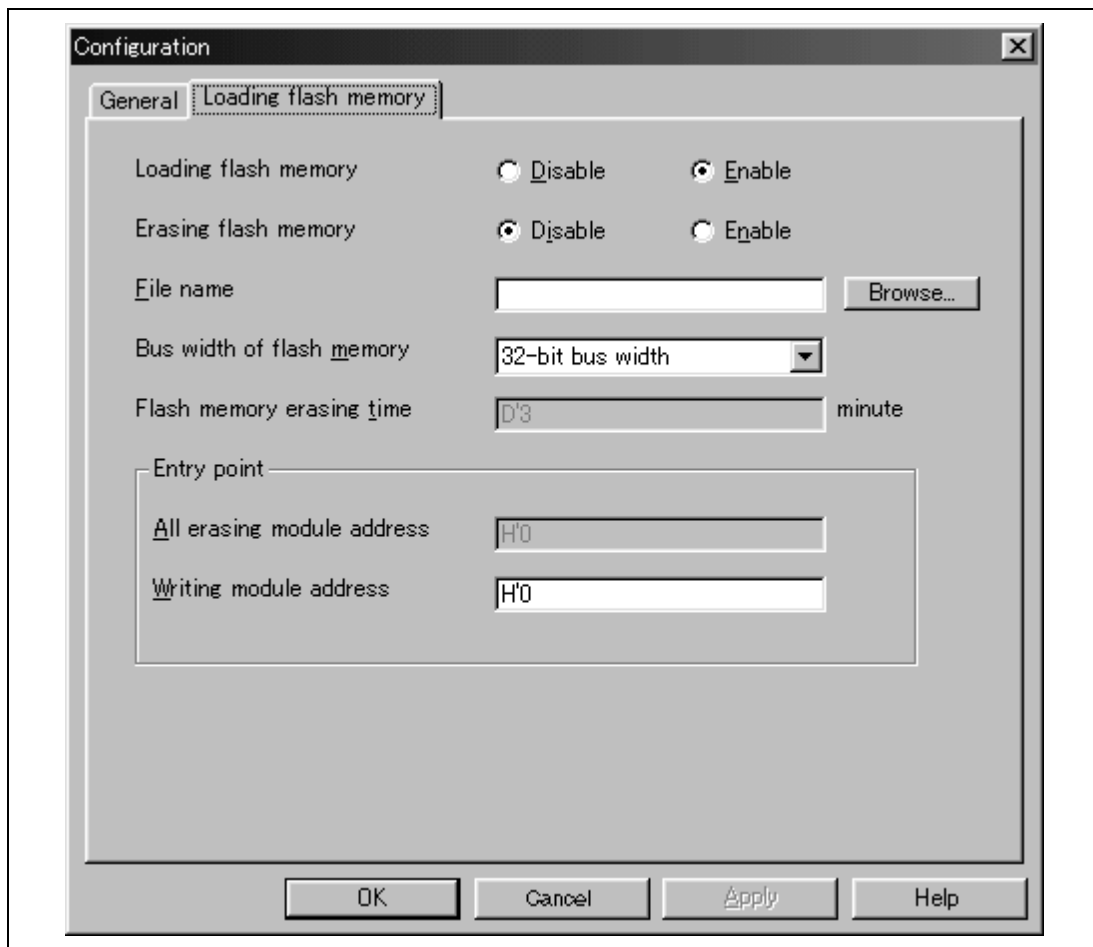 Configuration
General Loading flash memory
Loading flash memory Disable Enable
Erasing flash memory Disable Enable
File name Browse...
Bus width of flash memory 32-bit bus width
Flash memory erasing time D'3 minute
Entry point
All erasing module address H'0
Writing module address H'0
OK Cancel Apply Help